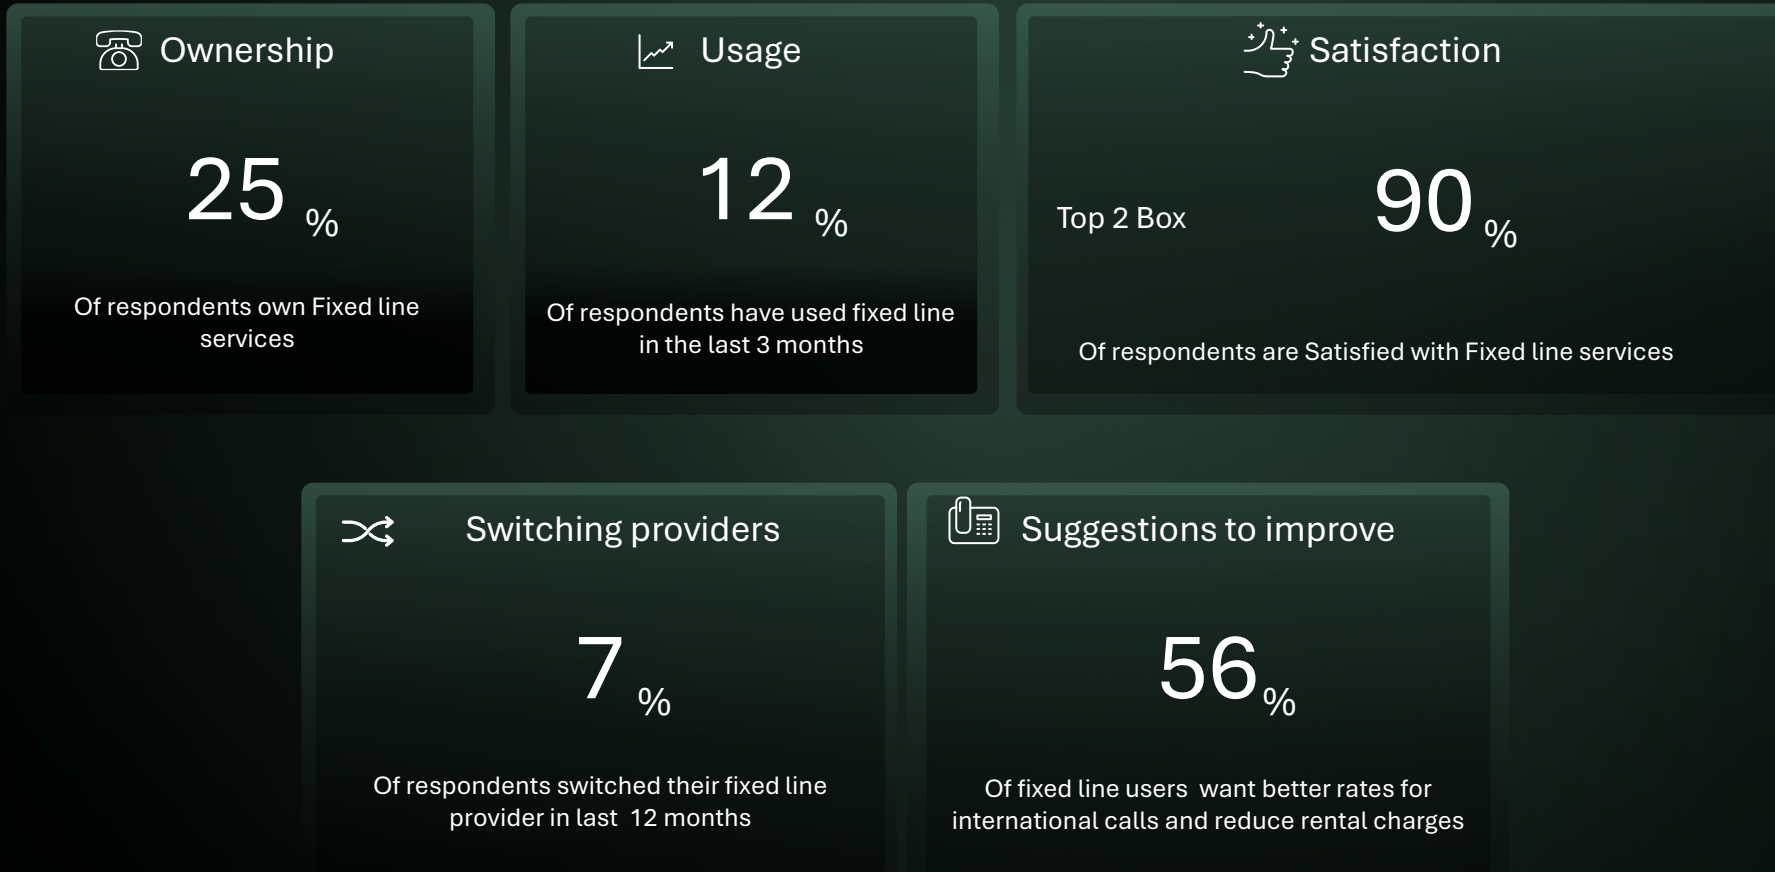 Ownership
25 %
Of respondents own Fixed line
services
Usage
12 %
Of respondents have used fixed line
in the last 3 months
Satisfaction
Top 2 Box
90 %
Of respondents are Satisfied with Fixed line services
Switching providers
7 %
Of respondents switched their fixed line
provider in last  12 months
Suggestions to improve
56 %
Of fixed line users  want better rates for
international calls and reduce rental charges